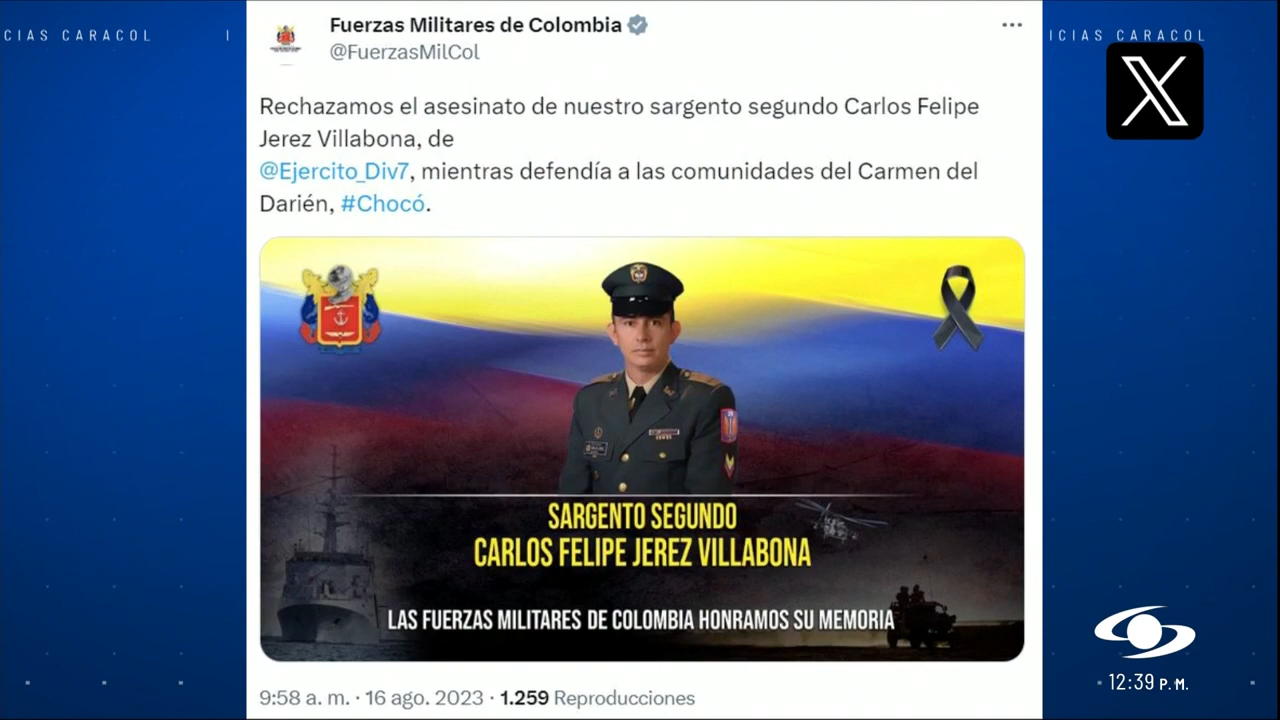 CIAS CARACOL
ICIAS CARACOL
Fuerzas Militares de Colombia
@FuerzasMilCol
Rechazamos el asesinato de nuestro sargento segundo Carlos Felipe
Jerez Villabona, de
@Ejercito_Div7, mientras defendía a las comunidades del Carmen del
Darién, #Chocó.
SARGENTO SEGUNDO
CARLOS FELIPE JEREZ VILLABONA
LAS FUERZAS MILITARES DE COLOMBIA HONRAMOS SU MEMORIA
9:58 a. m. · 16 ago. 2023 · 1.259 Reproducciones
12:39 P.M.